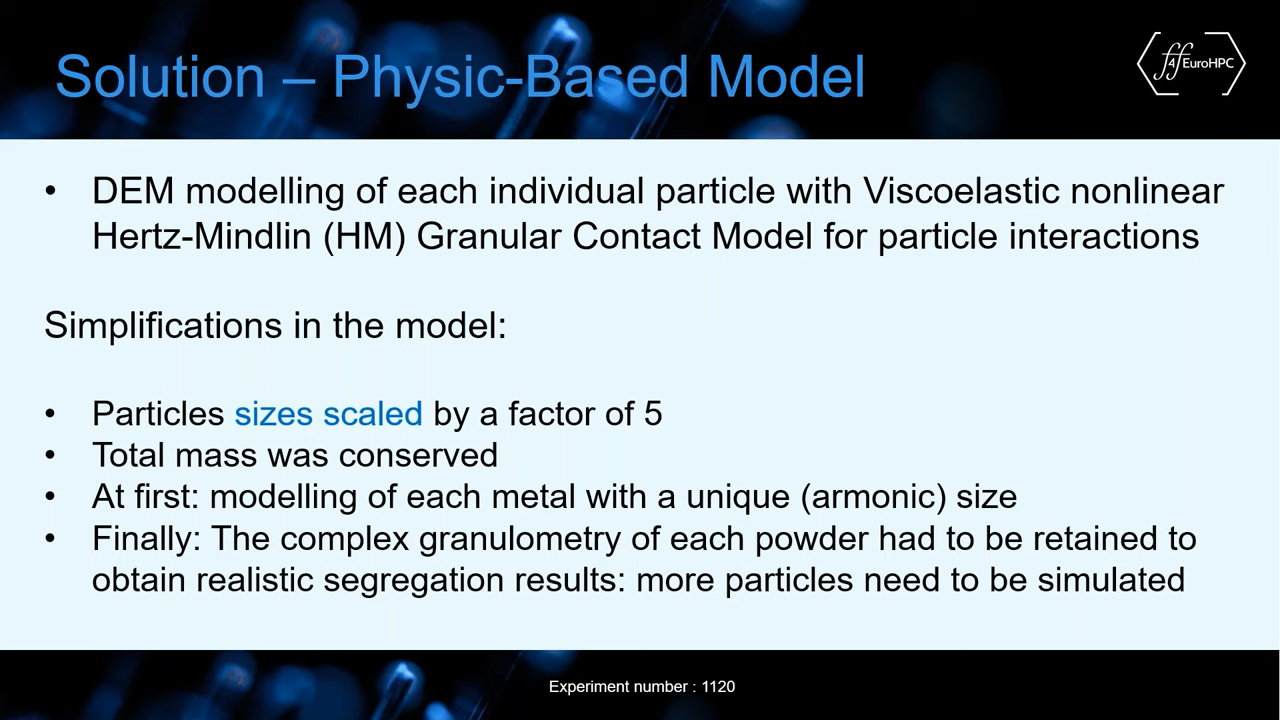 Solution – Physic-Based Model
ff4EuroHPC
• DEM modelling of each individual particle with Viscoelastic nonlinear
Hertz-Mindlin (HM) Granular Contact Model for particle interactions
Simplifications in the model:
• Particles sizes scaled by a factor of 5
• Total mass was conserved
• At first: modelling of each metal with a unique (armonic) size
• Finally: The complex granulometry of each powder had to be retained to
obtain realistic segregation results: more particles need to be simulated
Experiment number : 1120